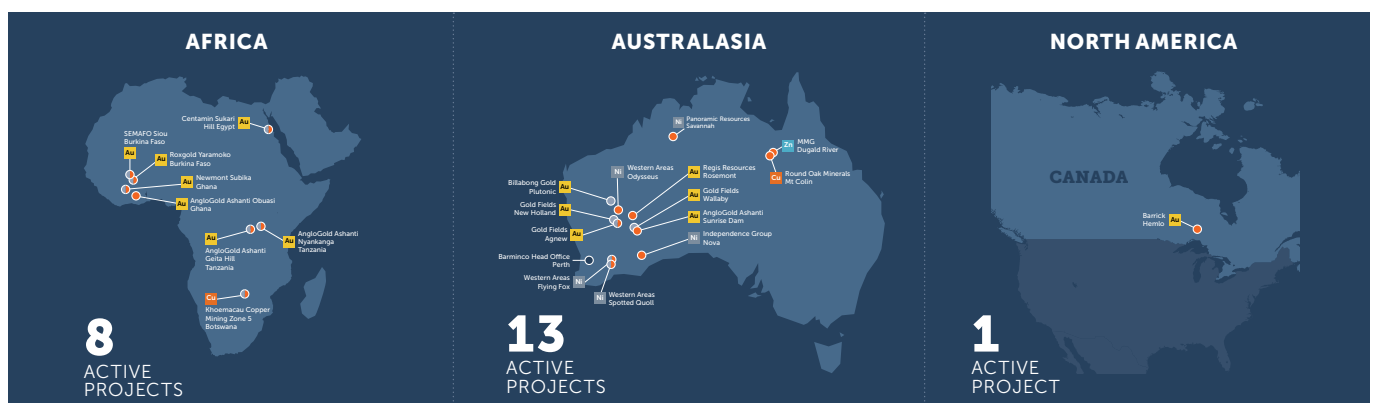 AFRICA
Centamin Sukari
Hill Egypt
Au
SEMAFO Siou
Burkina Faso
Au
Au
Roxgold Yaramoko
Burkina Faso
Au
Newmont Subika
Ghana
Au
AngloGold Ashanti Obuasi
Ghana
Au
AngloGold Ashanti
Geita Hill
Tanzania
Au
AngloGold Ashanti
Nyankanga
Tanzania
Cu
Khoemacau Copper
Mining Zone 5
Botswana
8
ACTIVE
PROJECTS
AUSTRALASIA
Ni
Panoramic Resources
Savannah
Zn
MMG
Dugald River
Cu
Round Oak Minerals
Mt Colin
Ni
Western Areas
Odysseus
Au
Regis Resources
Rosemont
Billabong Gold
Plutonic
Au
Au
Gold Fields
Wallaby
Gold Fields
New Holland
Au
Au
AngloGold Ashanti
Sunrise Dam
Gold Fields
Agnew
Au
Ni
Independence Group
Nova
Barminco Head Office
Perth
Western Areas
Flying Fox
Ni
Ni
Western Areas
Spotted Quoll
13
ACTIVE
PROJECTS
NORTH AMERICA
CANADA
Barrick
Hemlo
Au
1
ACTIVE
PROJECT